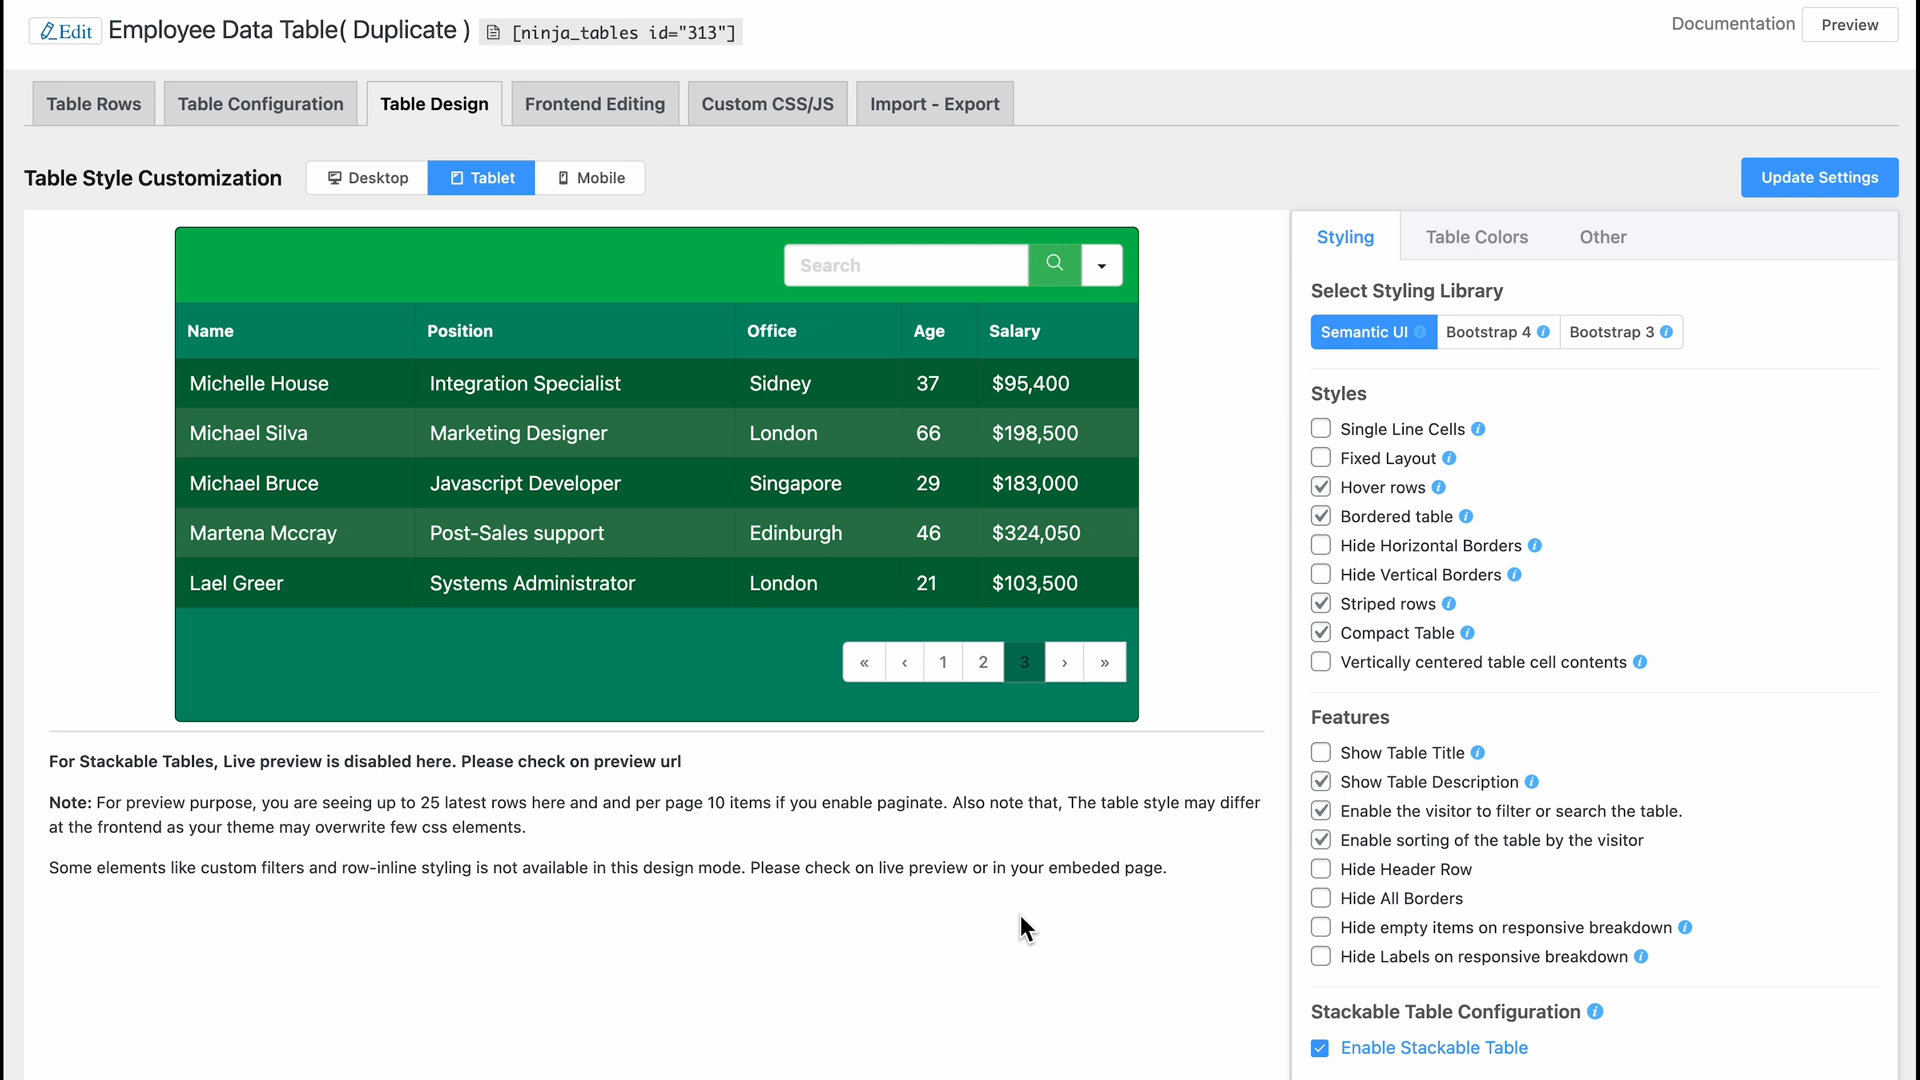 Edit Employee Data Table( Duplicate ) [ninja_tables id="313"] Documentation Preview
Table Rows Table Configuration Table Design Frontend Editing Custom CSS/JS Import - Export
Table Style Customization Desktop Tablet Mobile Update Settings
Search
Name Position Office Age Salary
Michelle House Integration Specialist Sidney 37 $95,400
Michael Silva Marketing Designer London 66 $198,500
Michael Bruce Javascript Developer Singapore 29 $183,000
Martena Mccray Post-Sales support Edinburgh 46 $324,050
Lael Greer Systems Administrator London 21 $103,500
« ‹ 1 2 3 › »
For Stackable Tables, Live preview is disabled here. Please check on preview url
Note: For preview purpose, you are seeing up to 25 latest rows here and and per page 10 items if you enable paginate. Also note that, The table style may differ
at the frontend as your theme may overwrite few css elements.
Some elements like custom filters and row-inline styling is not available in this design mode. Please check on live preview or in your embeded page.
Styling Table Colors Other
Select Styling Library
Semantic UI Bootstrap 4 Bootstrap 3
Styles
Single Line Cells
Fixed Layout
Hover rows
Bordered table
Hide Horizontal Borders
Hide Vertical Borders
Striped rows
Compact Table
Vertically centered table cell contents
Features
Show Table Title
Show Table Description
Enable the visitor to filter or search the table.
Enable sorting of the table by the visitor
Hide Header Row
Hide All Borders
Hide empty items on responsive breakdown
Hide Labels on responsive breakdown
Stackable Table Configuration
Enable Stackable Table